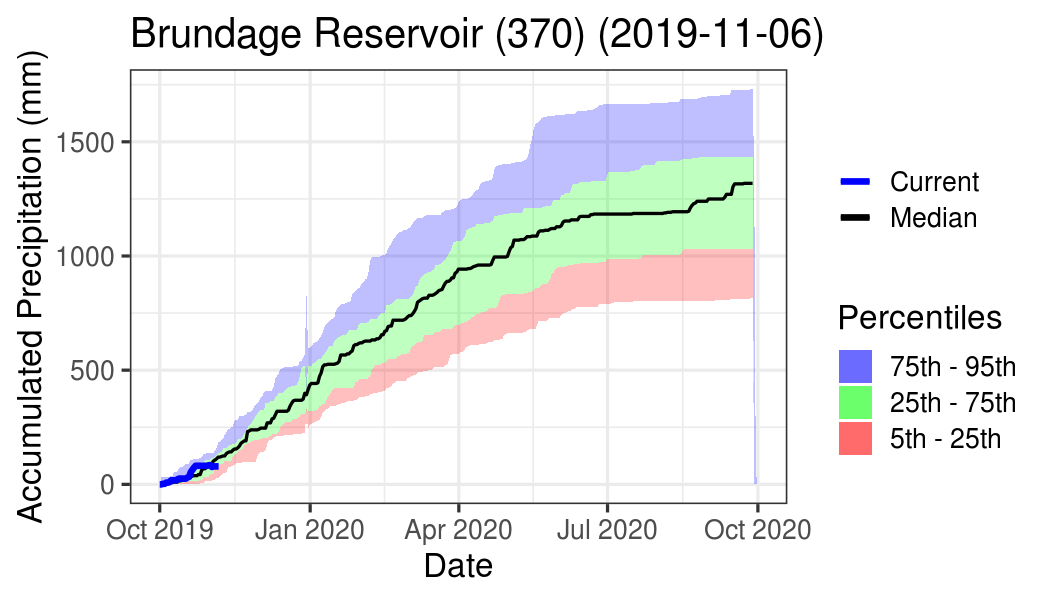 Brundage Reservoir (370) (2019-11-06)
Accumulated Precipitation (mm)
1500
1000
500
0
Oct 2019
Jan 2020
Apr 2020
Jul 2020
Oct 2020
Date
Current
Median
Percentiles
75th - 95th
25th - 75th
5th - 25th